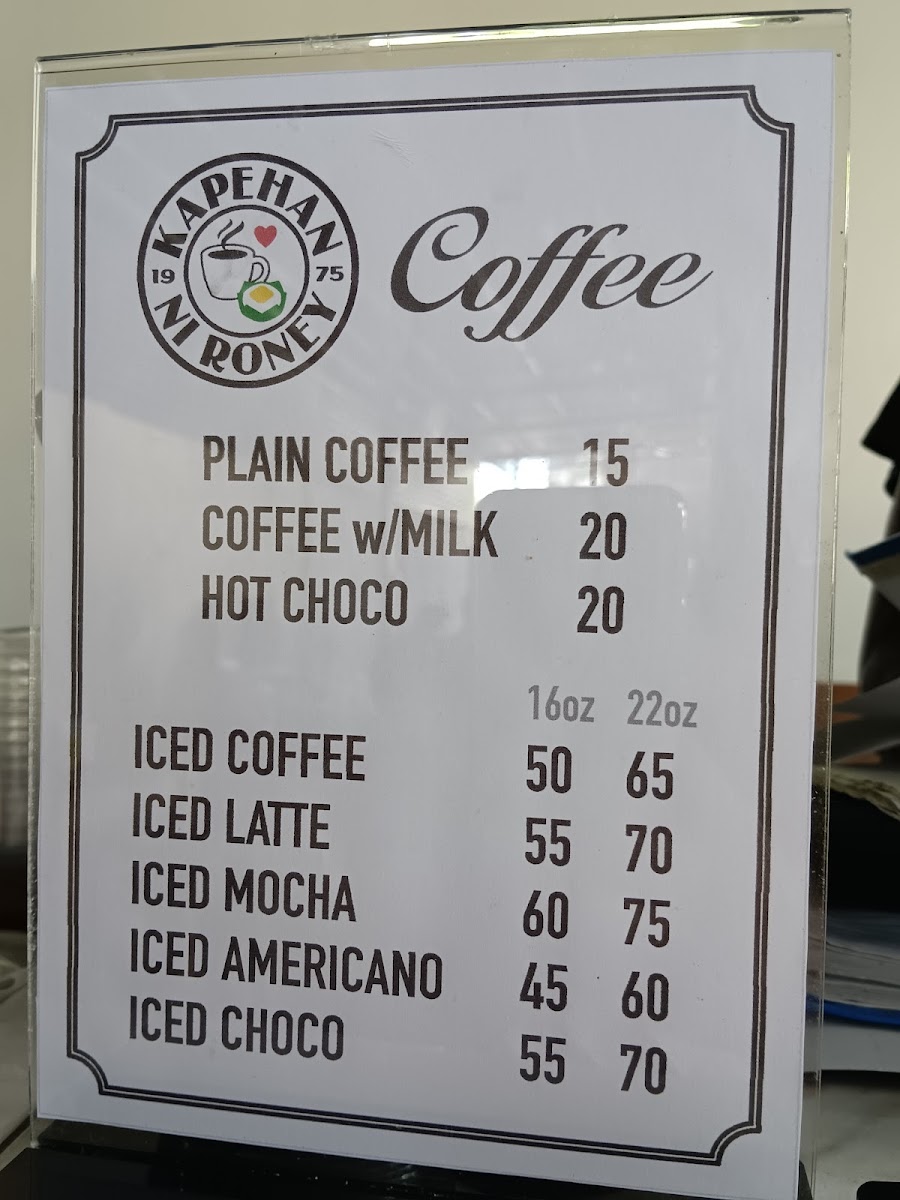 KAPEHAN
19 75
NI RONEY
Coffee
PLAIN COFFEE 15
COFFEE w/MILK 20
HOT CHOCO 20
16oz 22oz
ICED COFFEE 50 65
ICED LATTE 55 70
ICED MOCHA 60 75
ICED AMERICANO 45 60
ICED CHOCO 55 70